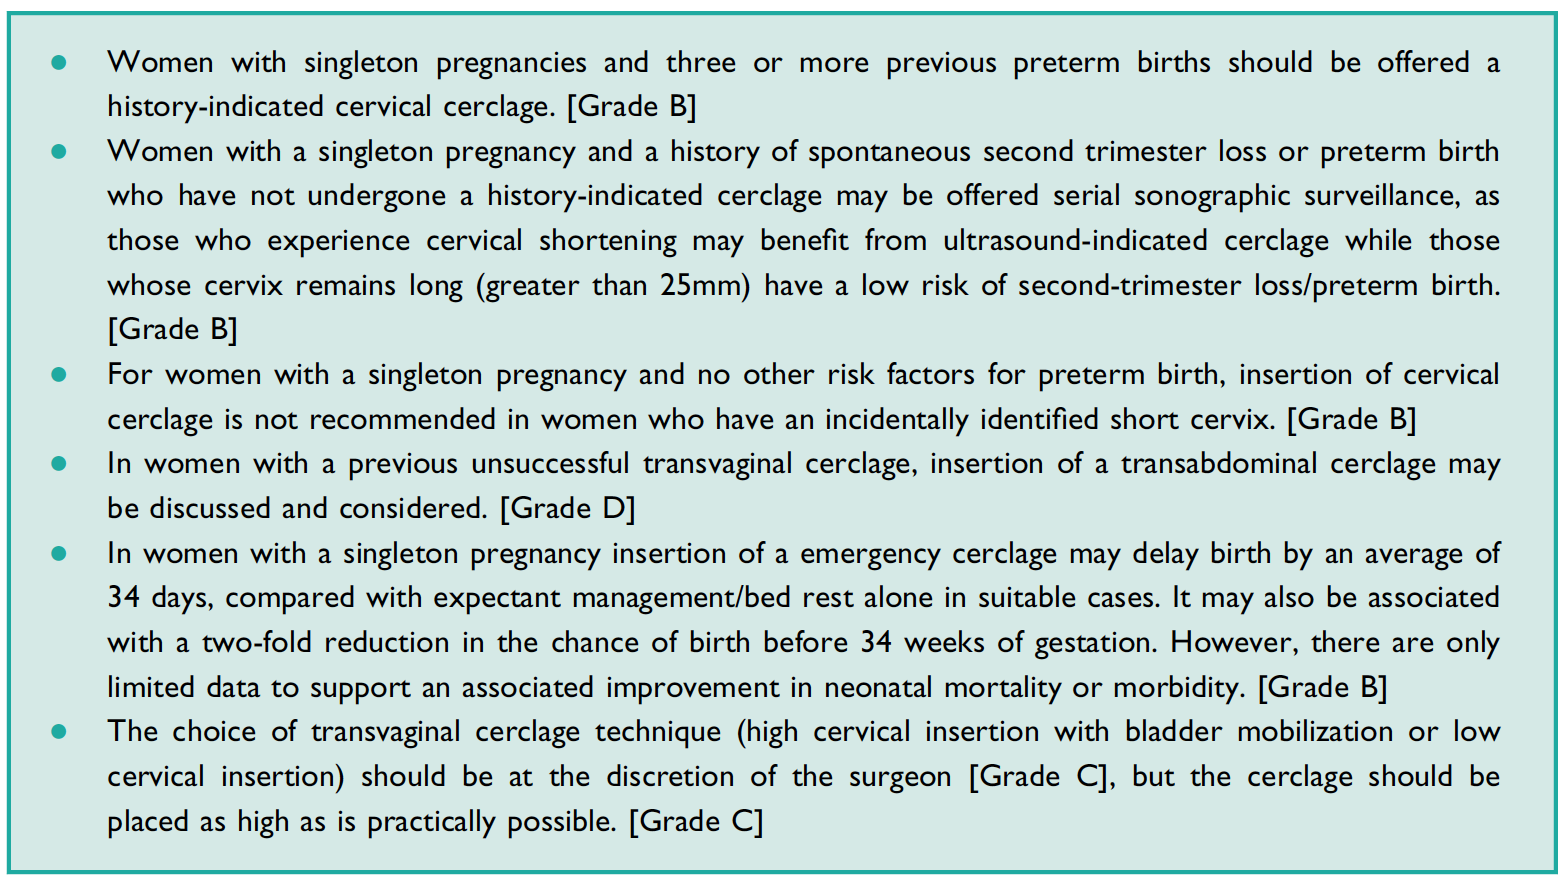 ● Women with singleton pregnancies and three or more previous preterm births should be offered a
history-indicated cervical cerclage. [Grade B]
● Women with a singleton pregnancy and a history of spontaneous second trimester loss or preterm birth
who have not undergone a history-indicated cerclage may be offered serial sonographic surveillance, as
those who experience cervical shortening may benefit from ultrasound-indicated cerclage while those
whose cervix remains long (greater than 25mm) have a low risk of second-trimester loss/preterm birth.
[Grade B]
● For women with a singleton pregnancy and no other risk factors for preterm birth, insertion of cervical
cerclage is not recommended in women who have an incidentally identified short cervix. [Grade B]
● In women with a previous unsuccessful transvaginal cerclage, insertion of a transabdominal cerclage may
be discussed and considered. [Grade D]
● In women with a singleton pregnancy insertion of a emergency cerclage may delay birth by an average of
34 days, compared with expectant management/bed rest alone in suitable cases. It may also be associated
with a two-fold reduction in the chance of birth before 34 weeks of gestation. However, there are only
limited data to support an associated improvement in neonatal mortality or morbidity. [Grade B]
● The choice of transvaginal cerclage technique (high cervical insertion with bladder mobilization or low
cervical insertion) should be at the discretion of the surgeon [Grade C], but the cerclage should be
placed as high as is practically possible. [Grade C]